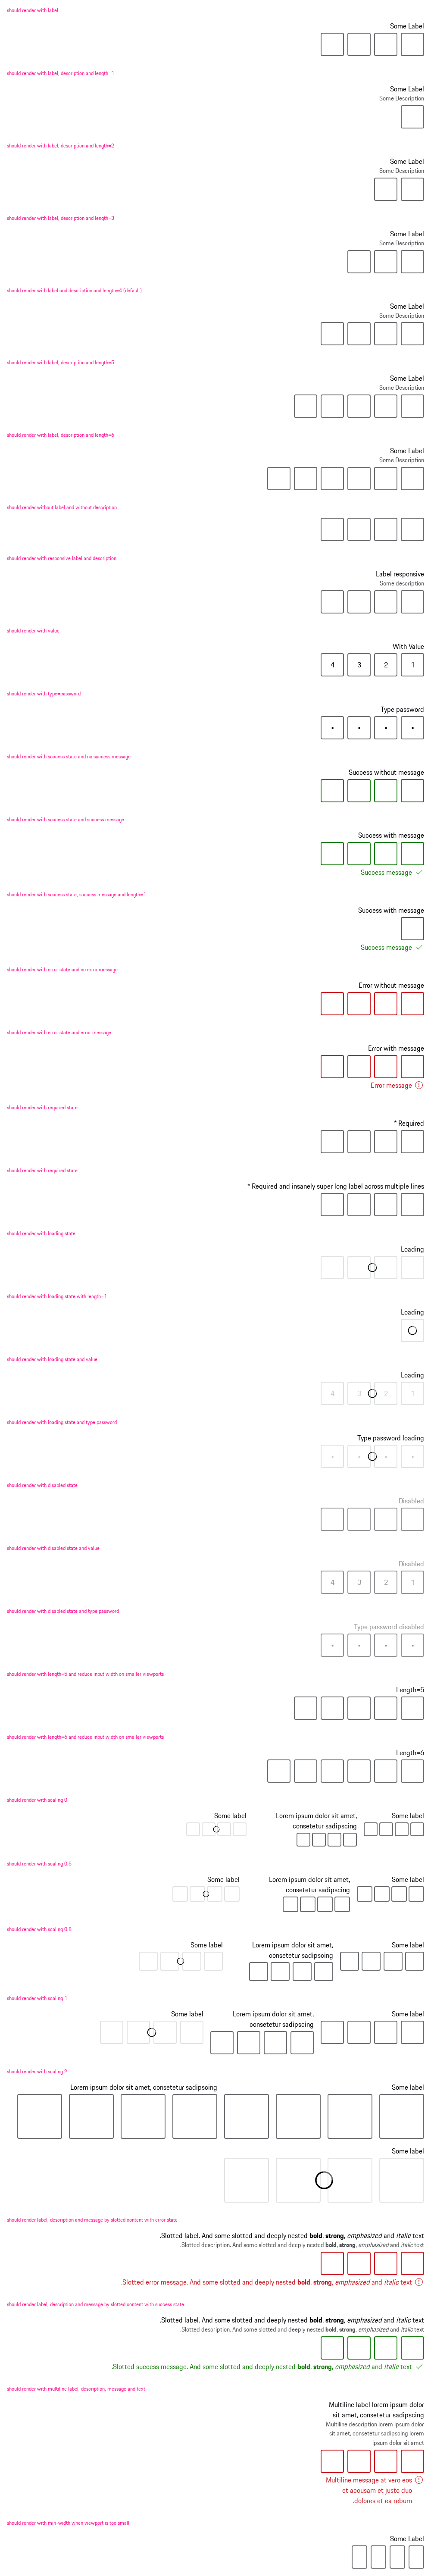 should render with label
Some Label
should render with label, description and length=1
Some Label
Some Description
should render with label, description and length=2
Some Label
Some Description
should render with label, description and length=3
Some Label
Some Description
should render with label and description and length=4 (default)
Some Label
Some Description
should render with label, description and length=5
Some Label
Some Description
should render with label, description and length=6
Some Label
Some Description
should render without label and without description
should render with responsive label and description
Label responsive
Some description
should render with value
With Value
4 3 2 1
should render with type=password
Type password
should render with success state and no success message
Success without message
should render with success state and success message
Success with message
Success message
should render with success state, success message and length=1
Success with message
Success message
should render with error state and no error message
Error without message
should render with error state and error message
Error with message
Error message
should render with required state
* Required
should render with required state
* Required and insanely super long label across multiple lines
should render with loading state
Loading
should render with loading state with length=1
Loading
should render with loading state and value
Loading
4 3 2 1
should render with loading state and type password
Type password loading
should render with disabled state
Disabled
should render with disabled state and value
Disabled
4 3 2 1
should render with disabled state and type password
Type password disabled
should render with length=5 and reduce input width on smaller viewports
Length=5
should render with length=6 and reduce input width on smaller viewports
Length=6
should render with scaling 0
Some label Lorem ipsum dolor sit amet, Some label
consetetur sadipscing
should render with scaling 0.5
Some label Lorem ipsum dolor sit amet, Some label
consetetur sadipscing
should render with scaling 0.8
Some label Lorem ipsum dolor sit amet, Some label
consetetur sadipscing
should render with scaling 1
Some label Lorem ipsum dolor sit amet, Some label
consetetur sadipscing
should render with scaling 2
Lorem ipsum dolor sit amet, consetetur sadipscing Some label
Some label
should render label, description and message by slotted content with error state
.Slotted label. And some slotted and deeply nested bold, strong, emphasized and italic text
.Slotted description. And some slotted and deeply nested bold, strong, emphasized and italic text
.Slotted error message. And some slotted and deeply nested bold, strong, emphasized and italic text
should render label, description and message by slotted content with success state
.Slotted label. And some slotted and deeply nested bold, strong, emphasized and italic text
.Slotted description. And some slotted and deeply nested bold, strong, emphasized and italic text
.Slotted success message. And some slotted and deeply nested bold, strong, emphasized and italic text
should render with multiline label, description, message and text
Multiline label lorem ipsum dolor
sit amet, consetetur sadipscing
Multiline description lorem ipsum dolor
sit amet, consetetur sadipscing lorem
ipsum dolor sit amet
Multiline message at vero eos
et accusam et justo duo
.dolores et ea rebum
should render with min-width when viewport is too small
Some Label